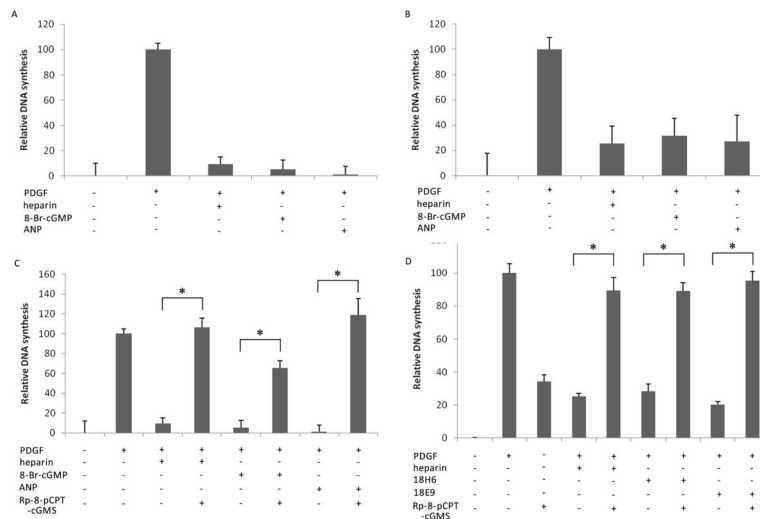 A
Relative DNA synthesis
120
100
80
60
40
20
0
PDGF - + + + +
heparin - - + - -
8-Br-cGMP - - - + -
ANP - - - - +
B
Relative DNA synthesis
120
100
80
60
40
20
0
PDGF - + + + +
heparin - - + - -
8-Br-cGMP - - - + -
ANP - - - - +
C
Relative DNA synthesis
160
140
120
100
80
60
40
20
0
* * *
PDGF - + + + + + + +
heparin - - + + - - - -
8-Br-cGMP - - - - + + - -
ANP - - - - - - + +
Rp-8-pCPT - - - + - + - +
-cGMS
D
Relative DNA synthesis
100
80
60
40
20
0
* * *
PDGF - + - + + + + + +
heparin - - - + + - - - -
18H6 - - - - - + + - -
18E9 - - - - - - - + +
Rp-8-pCPT - - + - + - + - +
-cGMS